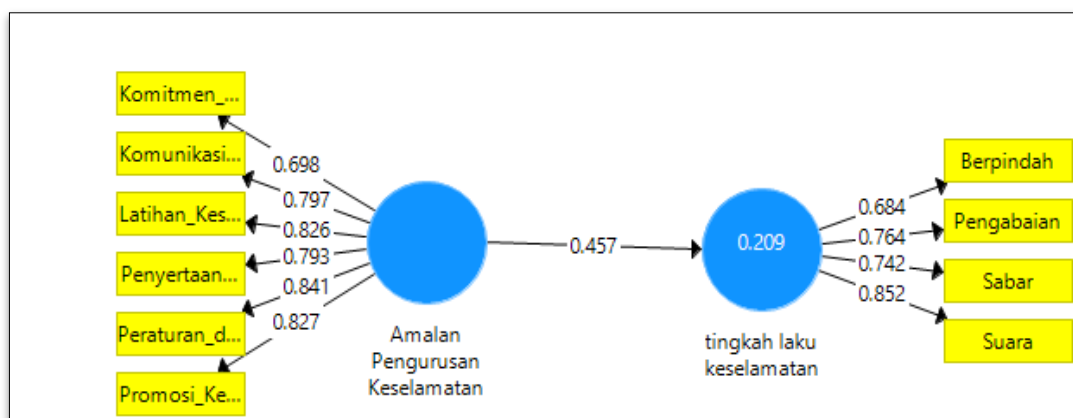 Komitmen_...
Komunikasi...
Latihan_Kes...
Penyertaan...
Peraturan_d...
Promosi_Ke...
0.698
0.797
0.826
0.793
0.841
0.827
Amalan
Pengurusan
Keselamatan
0.457
0.209
tingkah laku
keselamatan
0.684
0.764
0.742
0.852
Berpindah
Pengabaian
Sabar
Suara